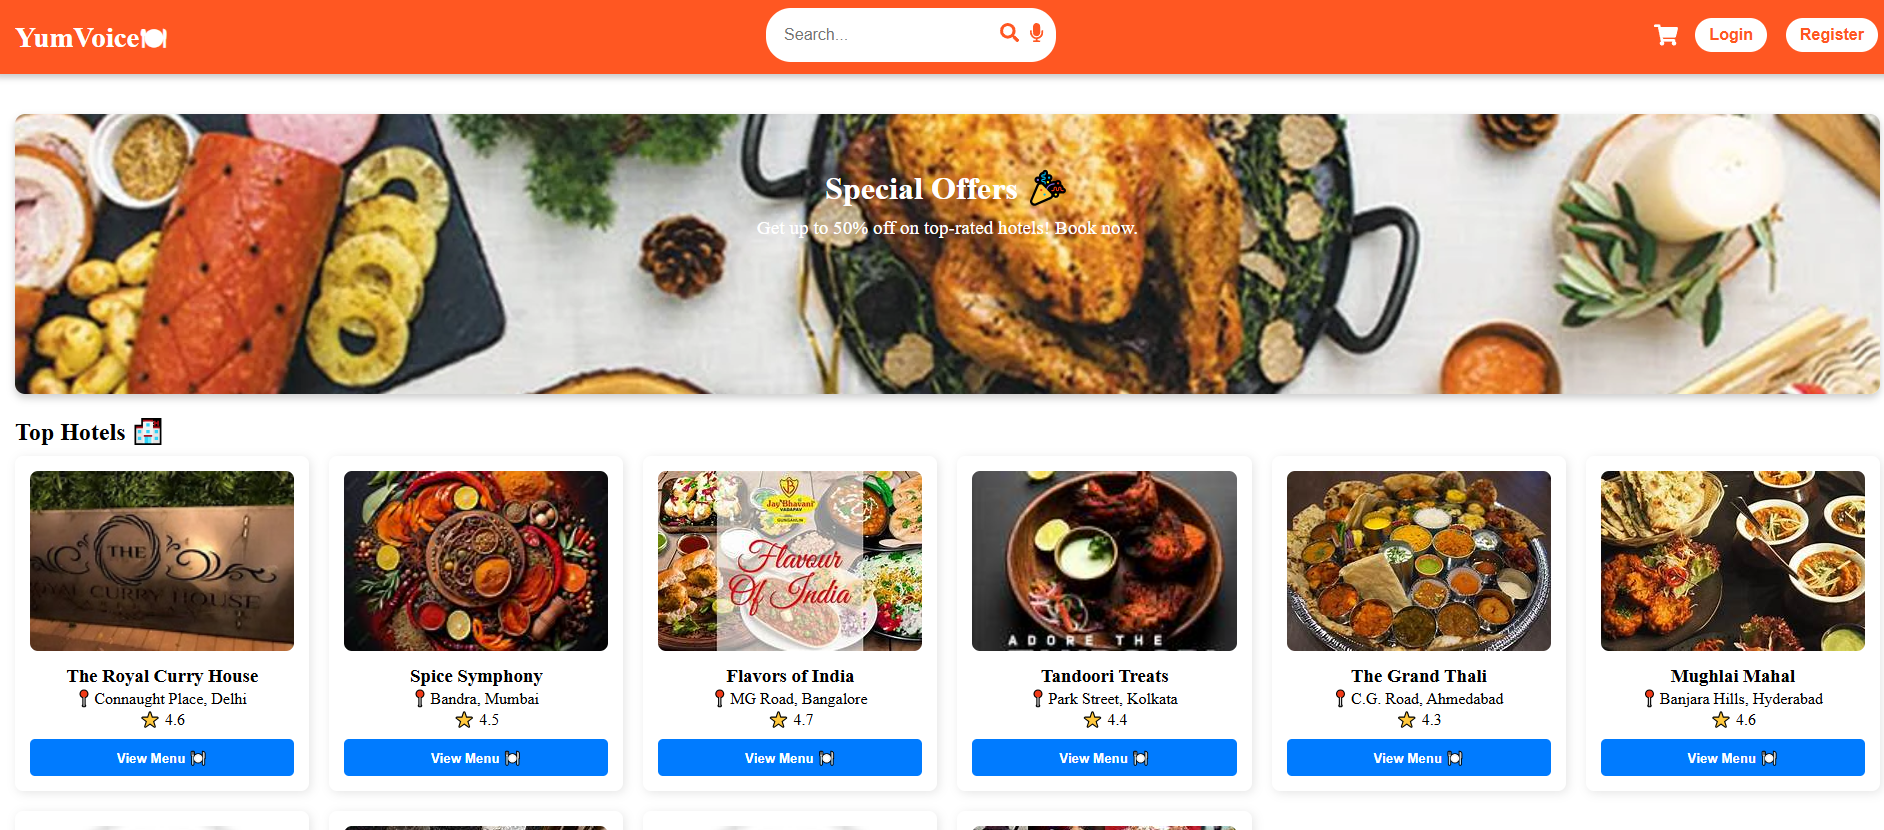 YumVoice
Search...
Login
Register
Special Offers
Get up to 50% off on top-rated hotels! Book now.
Top Hotels
THE
ROYAL CURRY HOUSE
The Royal Curry House
Connaught Place, Delhi
4.6
View Menu
Spice Symphony
Bandra, Mumbai
4.5
View Menu
Jay Bhavani
VADAPAV
GUNGAHLIN
Flavour
Of India
Flavors of India
MG Road, Bangalore
4.7
View Menu
ADORE THE
Tandoori Treats
Park Street, Kolkata
4.4
View Menu
The Grand Thali
C.G. Road, Ahmedabad
4.3
View Menu
Mughlai Mahal
Banjara Hills, Hyderabad
4.6
View Menu